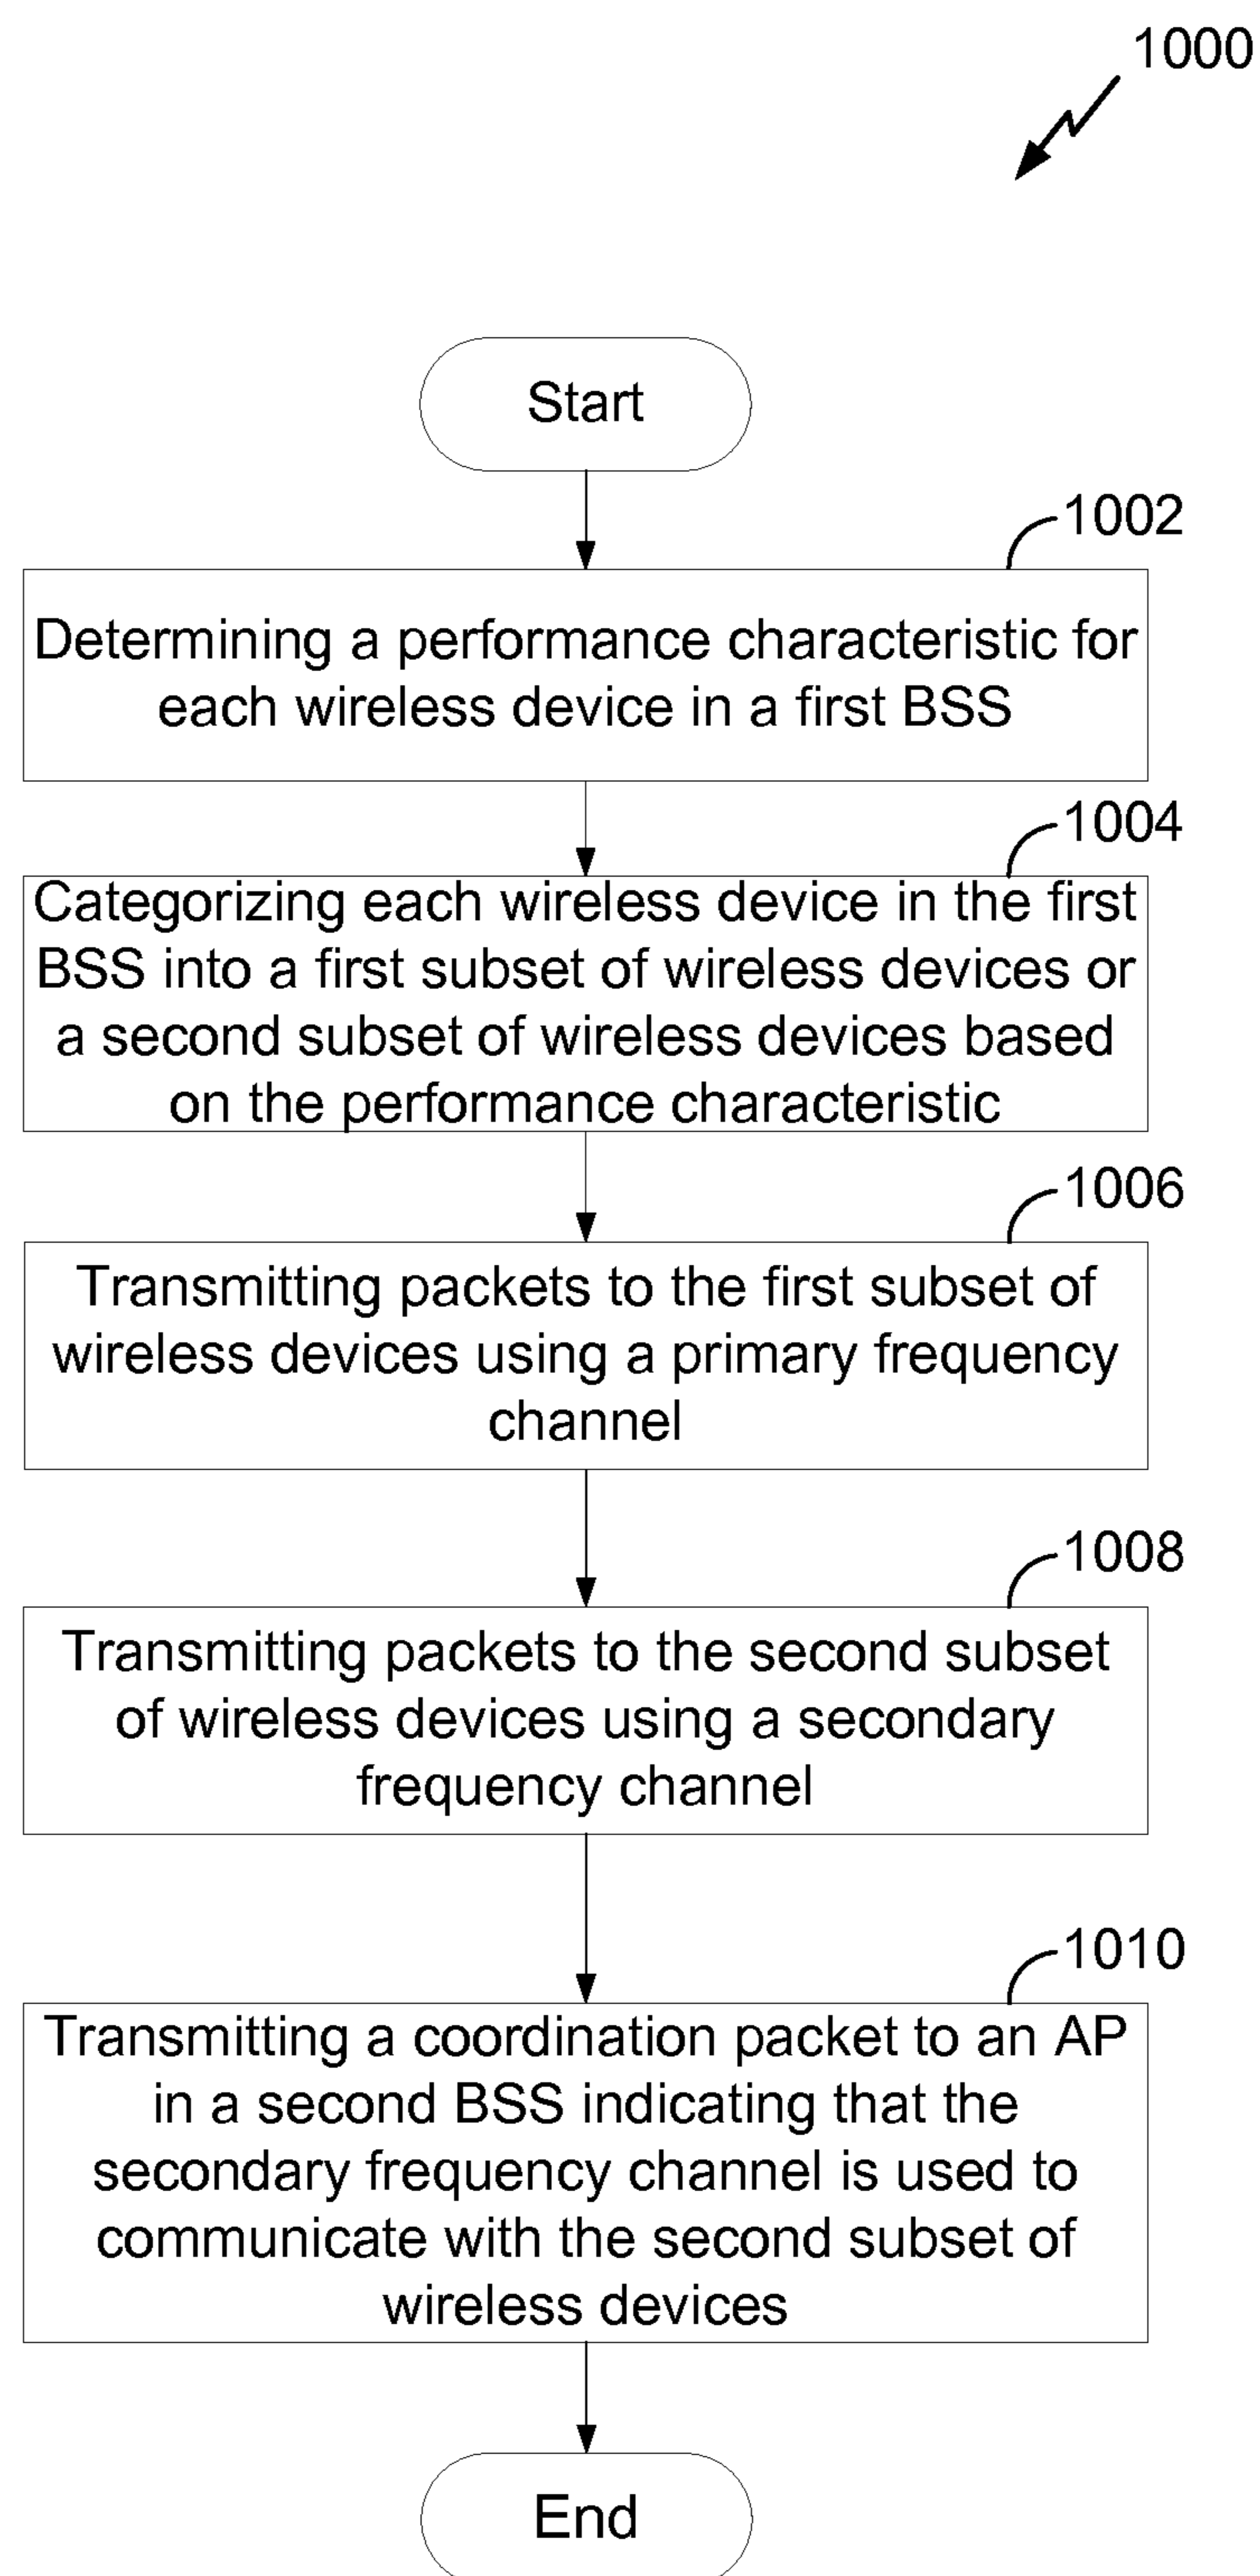 1000
Start
1002
Determining a performance characteristic for
each wireless device in a first BSS
1004
Categorizing each wireless device in the first
BSS into a first subset of wireless devices or
a second subset of wireless devices based
on the performance characteristic
1006
Transmitting packets to the first subset of
wireless devices using a primary frequency
channel
1008
Transmitting packets to the second subset
of wireless devices using a secondary
frequency channel
1010
Transmitting a coordination packet to an AP
in a second BSS indicating that the
secondary frequency channel is used to
communicate with the second subset of
wireless devices
End